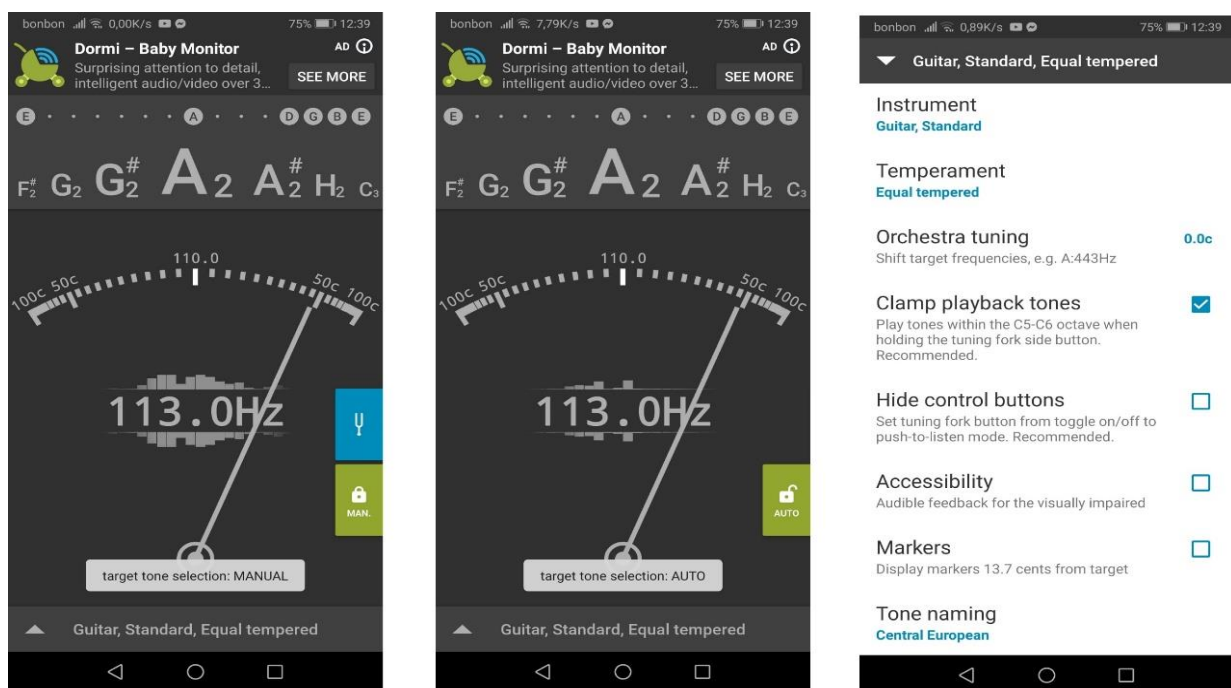 bonbon 0,00K/s 75% 12:39
Dormi – Baby Monitor
AD
Surprising attention to detail,
intelligent audio/video over 3...
SEE MORE
E A D G B E
F#2 G2 G#2 A2 A#2 H2 C3
110.0
100c 50c 50c 100c
113.0Hz
MAN.
target tone selection: MANUAL
Guitar, Standard, Equal tempered
bonbon 7,79K/s 75% 12:39
Dormi – Baby Monitor
AD
Surprising attention to detail,
intelligent audio/video over 3...
SEE MORE
E A D G B E
F#2 G2 G#2 A2 A#2 H2 C3
110.0
100c 50c 50c 100c
113.0Hz
AUTO
target tone selection: AUTO
Guitar, Standard, Equal tempered
bonbon 0,89K/s 75% 12:39
Guitar, Standard, Equal tempered
Instrument
Guitar, Standard
Temperament
Equal tempered
Orchestra tuning
0.0c
Shift target frequencies, e.g. A:443Hz
Clamp playback tones
Play tones within the C5-C6 octave when
holding the tuning fork side button.
Recommended.
Hide control buttons
Set tuning fork button from toggle on/off to
push-to-listen mode. Recommended.
Accessibility
Audible feedback for the visually impaired
Markers
Display markers 13.7 cents from target
Tone naming
Central European